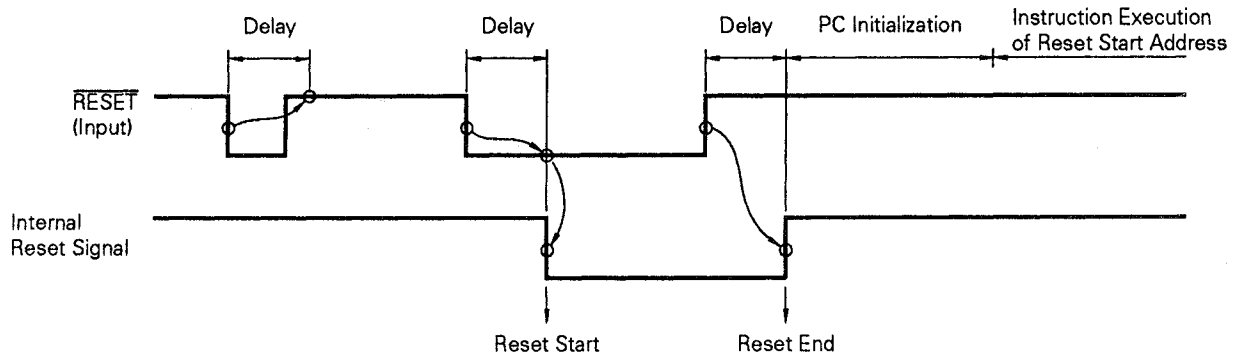 Delay
Delay
Delay
PC Initialization
Instruction Execution
of Reset Start Address
RESET
(Input)
Internal
Reset Signal
Reset Start
Reset End